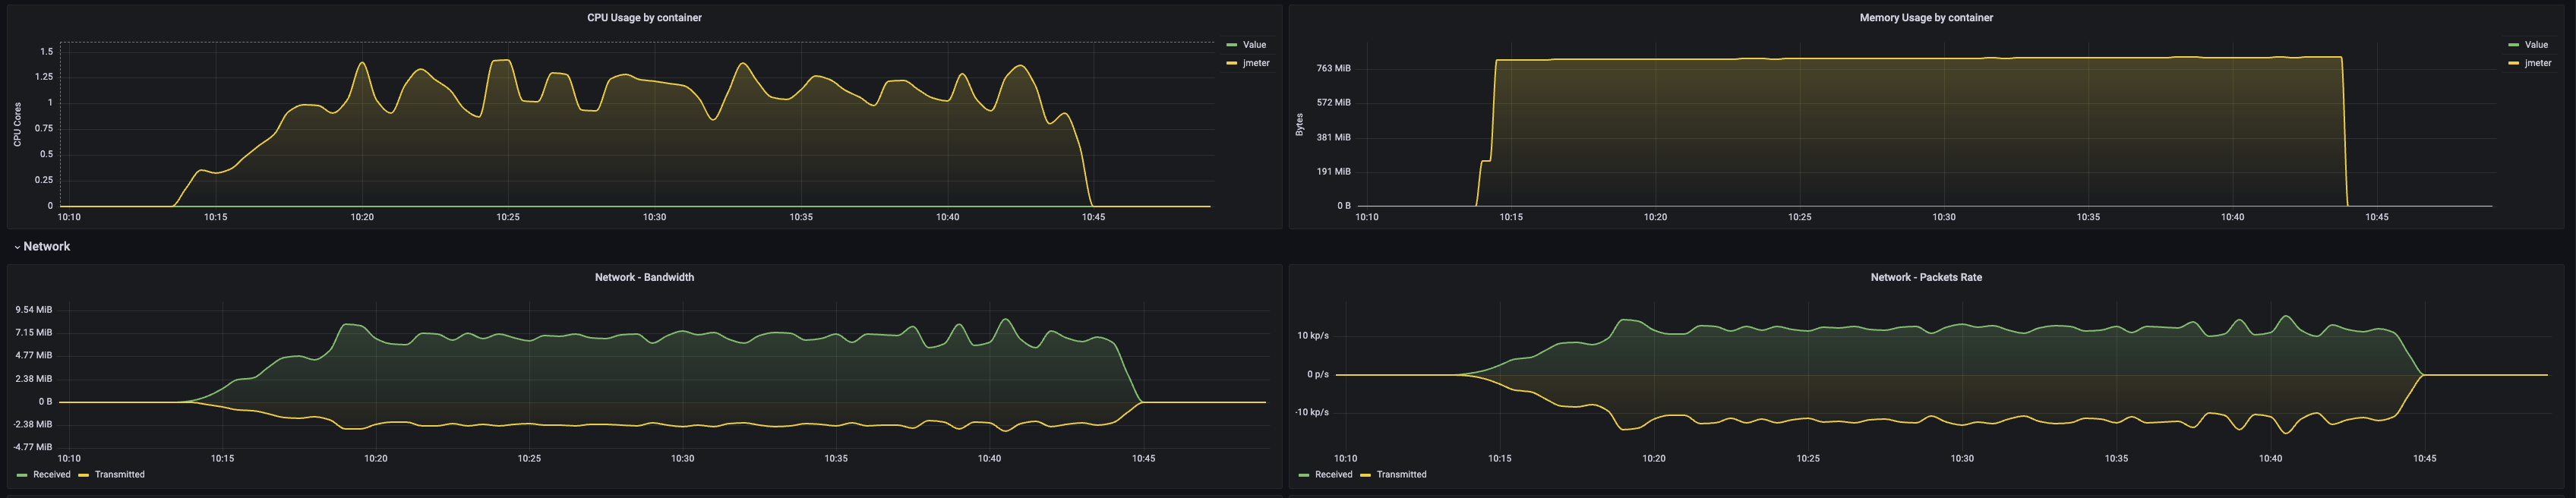 CPU Usage by container
CPU Cores
1.5
1.25
1
0.75
0.5
0.25
0
10:10 10:15 10:20 10:25 10:30 10:35 10:40 10:45
Value
jmeter
Memory Usage by container
Bytes
763 MiB
572 MiB
381 MiB
191 MiB
0 B
10:10 10:15 10:20 10:25 10:30 10:35 10:40 10:45
Value
jmeter
Network
Network - Bandwidth
9.54 MiB
7.15 MiB
4.77 MiB
2.38 MiB
0 B
-2.38 MiB
-4.77 MiB
10:10 10:15 10:20 10:25 10:30 10:35 10:40 10:45
Received Transmitted
Network - Packets Rate
10 kp/s
0 p/s
-10 kp/s
10:10 10:15 10:20 10:25 10:30 10:35 10:40 10:45
Received Transmitted